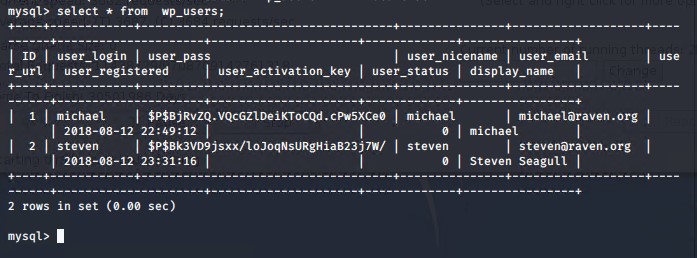 mysql> select * from  wp_users;
+----+------------+------------------------------------+---------------+-------------------+----
-----+---------------------+---------------------+-------------+----------------+
| ID | user_login | user_pass                          | user_nicename | user_email        | use
r_url | user_registered     | user_activation_key | user_status | display_name   |
+----+------------+------------------------------------+---------------+-------------------+----
-----+---------------------+---------------------+-------------+----------------+
|  1 | michael    | $P$BjRvZQ.VQcGZlDeiKToCQd.cPw5XCe0 | michael       | michael@raven.org |
      | 2018-08-12 22:49:12 |                     |           0 | michael        |
|  2 | steven     | $P$Bk3VD9jsxx/loJoqNsURgHiaB23j7W/ | steven        | steven@raven.org  |
      | 2018-08-12 23:31:16 |                     |           0 | Steven Seagull |
+----+------------+------------------------------------+---------------+-------------------+----
-----+---------------------+---------------------+-------------+----------------+
2 rows in set (0.00 sec)
mysql>